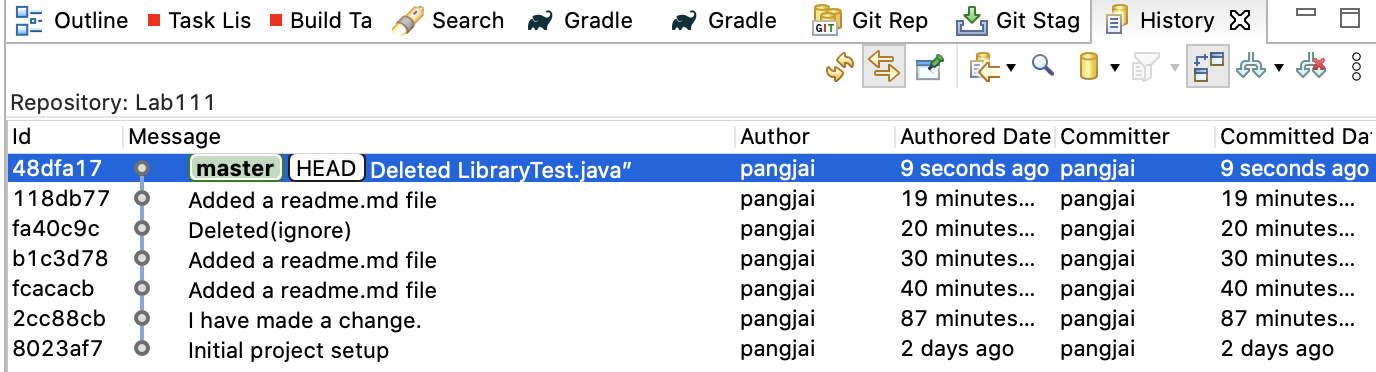 Outline Task Lis Build Ta Search Gradle Gradle GIT Git Rep Git Stag History
Repository: Lab111
Id Message Author Authored Date Committer Committed Da
48dfa17 master HEAD Deleted LibraryTest.java” pangjai 9 seconds ago pangjai 9 seconds ago
118db77 Added a readme.md file pangjai 19 minutes... pangjai 19 minutes...
fa40c9c Deleted(ignore) pangjai 20 minutes... pangjai 20 minutes...
b1c3d78 Added a readme.md file pangjai 30 minutes... pangjai 30 minutes...
fcacacb Added a readme.md file pangjai 40 minutes... pangjai 40 minutes...
2cc88cb I have made a change. pangjai 87 minutes... pangjai 87 minutes...
8023af7 Initial project setup pangjai 2 days ago pangjai 2 days ago